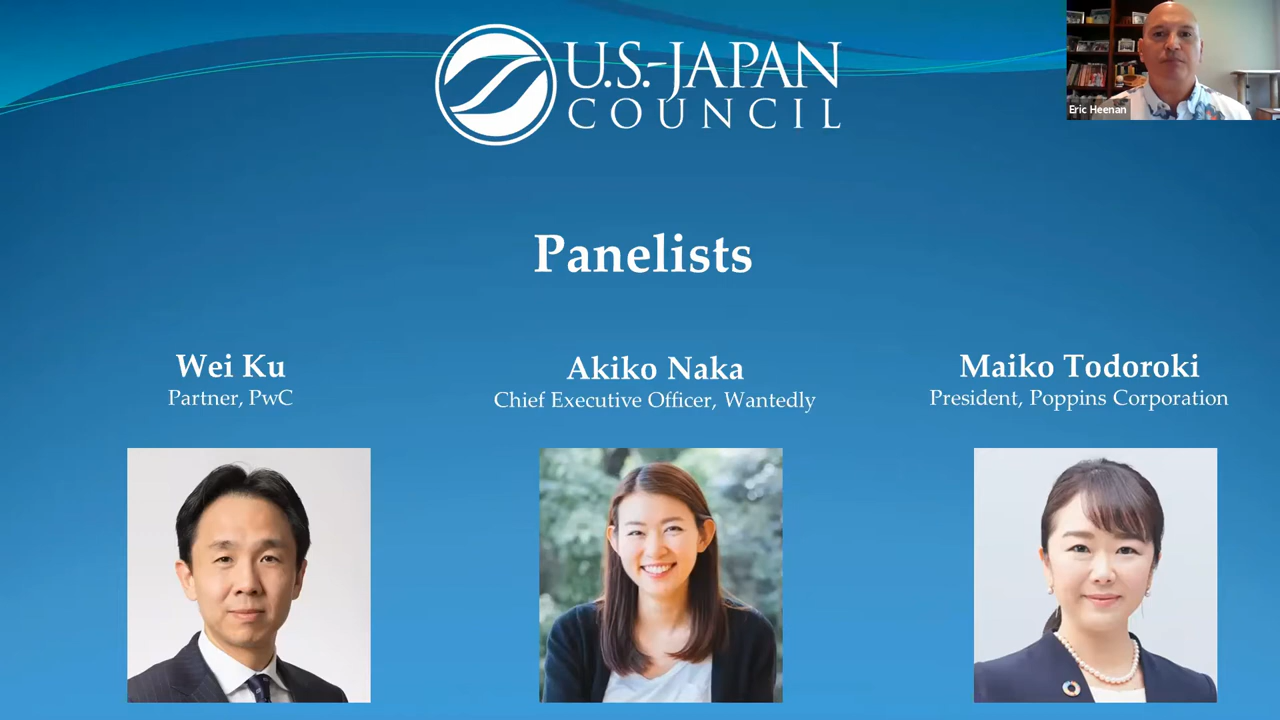 U.S.-JAPAN
COUNCIL
Eric Heenan
Panelists
Wei Ku
Partner, PwC
Akiko Naka
Chief Executive Officer, Wantedly
Maiko Todoroki
President, Poppins Corporation